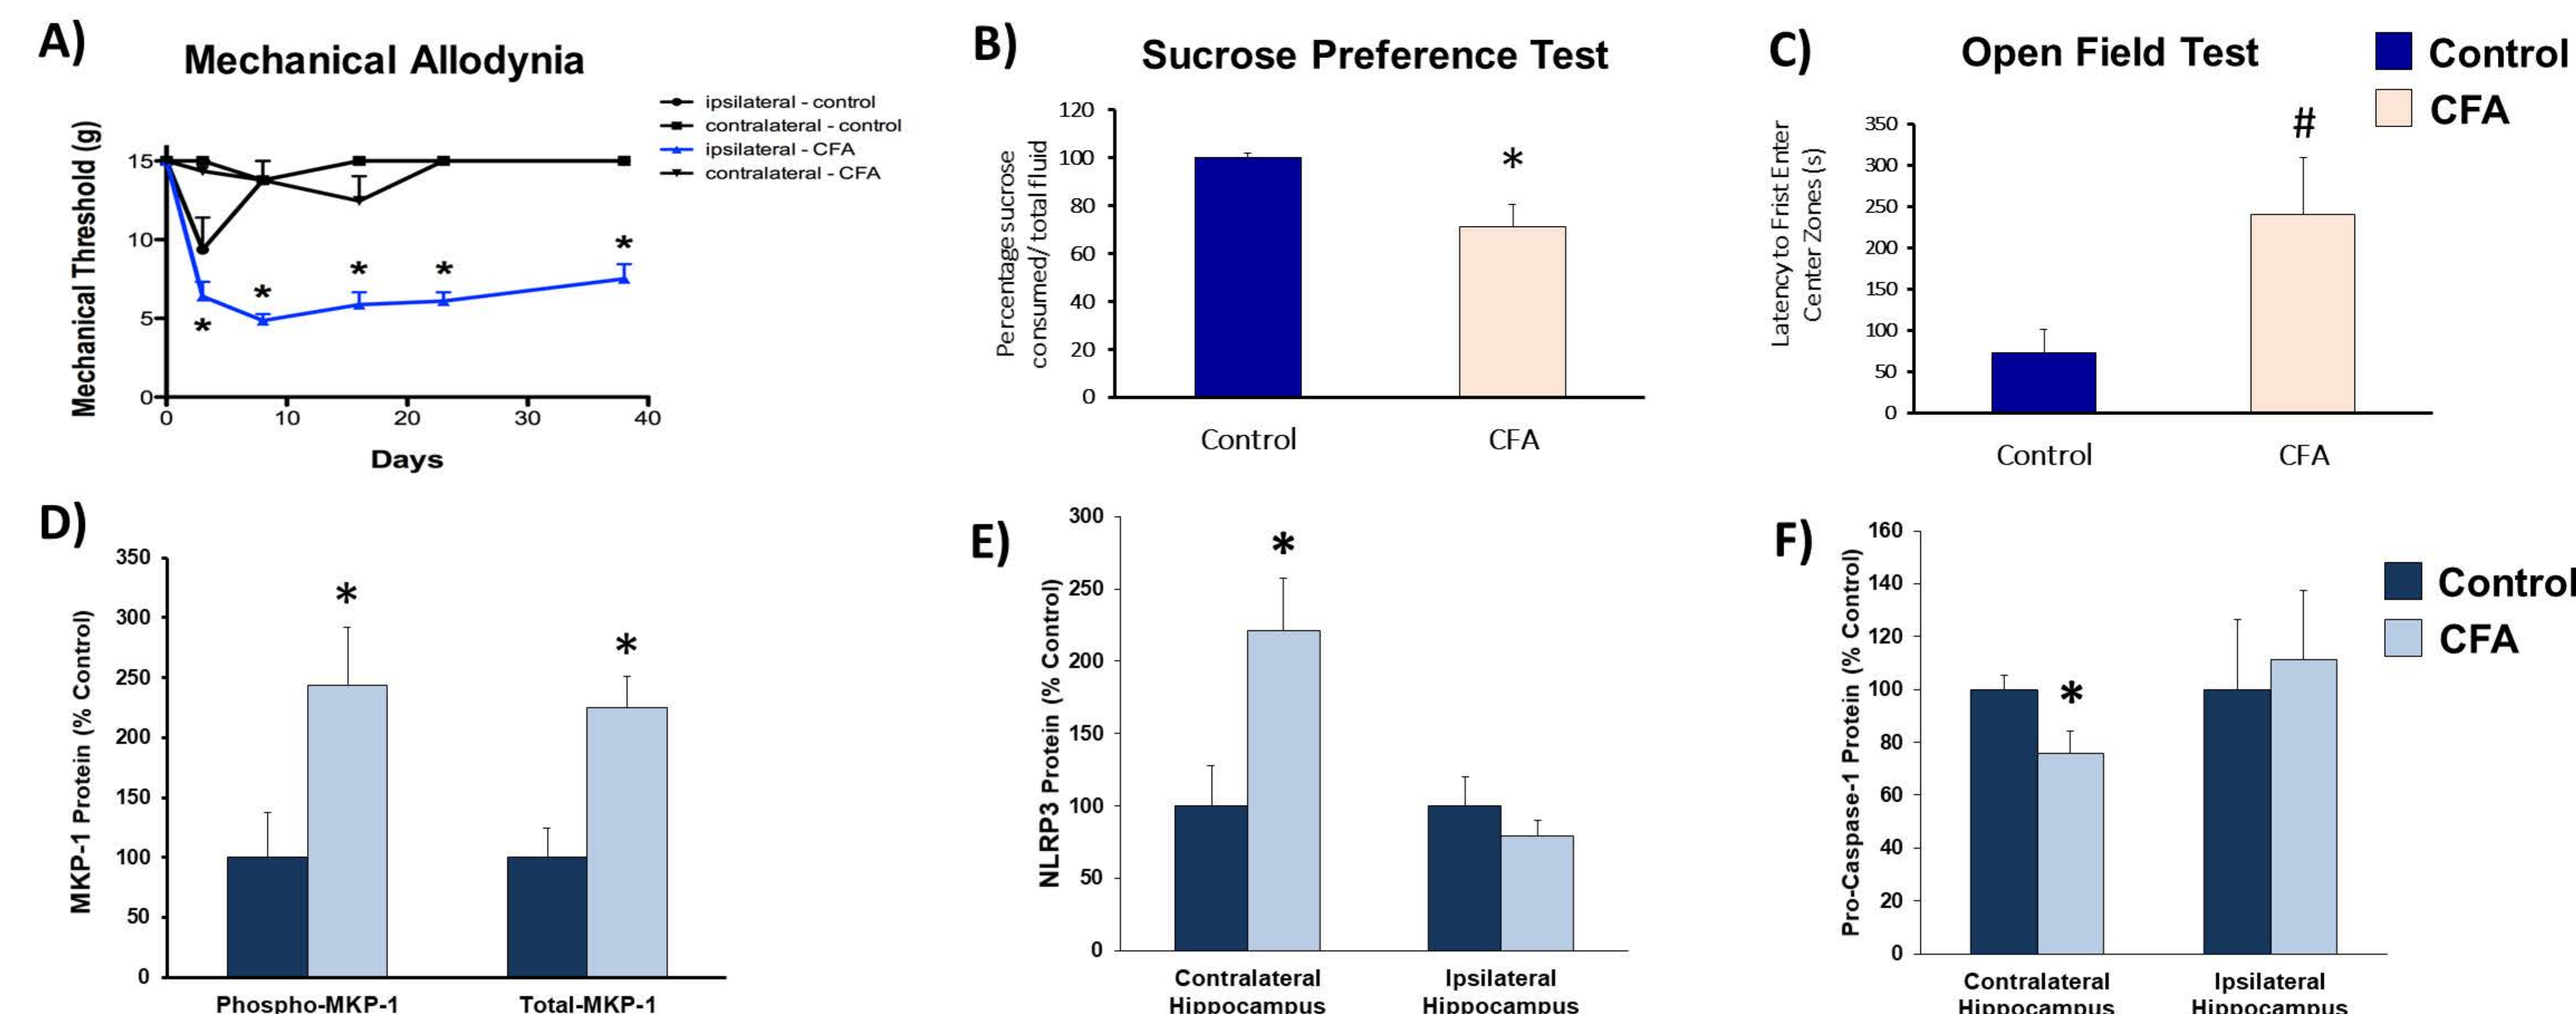 A)
Mechanical Allodynia
Mechanical Threshold (g)
15
10
5
0
0 10 20 30 40
Days
ipsilateral - control
contralateral - control
ipsilateral - CFA
contralateral - CFA
*
*
*
*
*
B)
Sucrose Preference Test
Percentage sucrose
consumed/ total fluid
120
100
80
60
40
20
0
*
Control CFA
C)
Open Field Test
Latency to Frist Enter
Center Zones (s)
350
300
250
200
150
100
50
0
#
Control CFA
Control
CFA
D)
MKP-1 Protein (% Control)
350
300
250
200
150
100
50
0
*
*
Phospho-MKP-1 Total-MKP-1
E)
NLRP3 Protein (% Control)
300
250
200
150
100
50
0
*
Contralateral Ipsilateral
Hippocampus Hippocampus
F)
Pro-Caspase-1 Protein (% Control)
160
140
120
100
80
60
40
20
0
*
Contralateral Ipsilateral
Hippocampus Hippocampus
Control
CFA